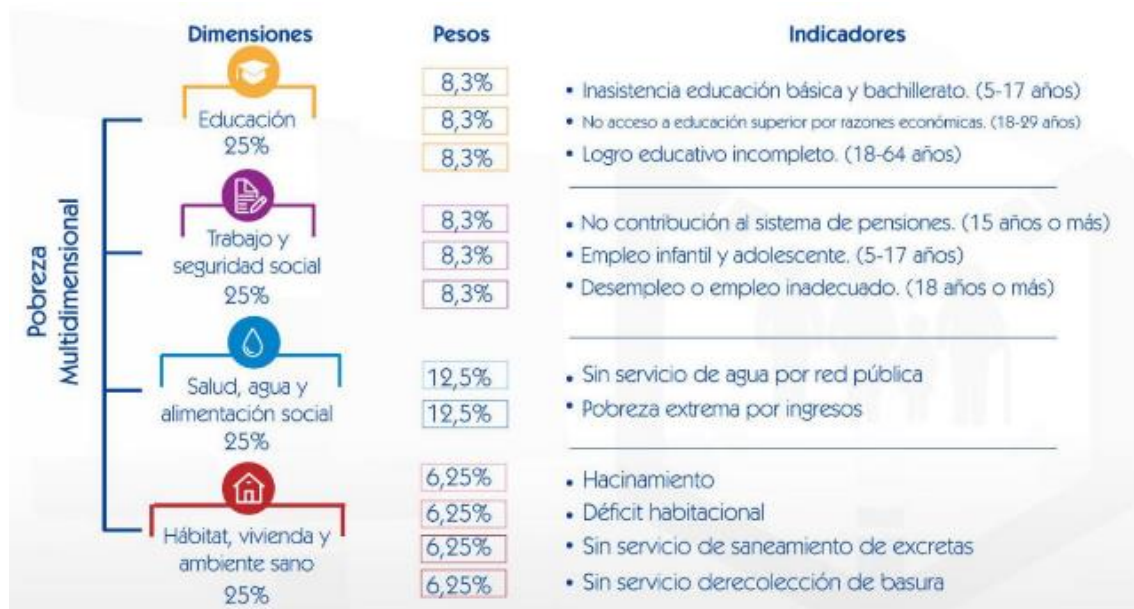 Dimensiones Pesos Indicadores
Pobreza
Multidimensional
Educación
25%
8,3%
8,3%
8,3%
• Inasistencia educación básica y bachillerato. (5-17 años)
• No acceso a educación superior por razones económicas. (18-29 años)
• Logro educativo incompleto. (18-64 años)
Trabajo y
seguridad social
25%
8,3%
8,3%
8,3%
• No contribución al sistema de pensiones. (15 años o más)
• Empleo infantil y adolescente. (5-17 años)
• Desempleo o empleo inadecuado. (18 años o más)
Salud, agua y
alimentación social
25%
12,5%
12,5%
• Sin servicio de agua por red pública
• Pobreza extrema por ingresos
Hábitat, vivienda y
ambiente sano
25%
6,25%
6,25%
6,25%
6,25%
• Hacinamiento
• Déficit habitacional
• Sin servicio de saneamiento de excretas
• Sin servicio derecolección de basura